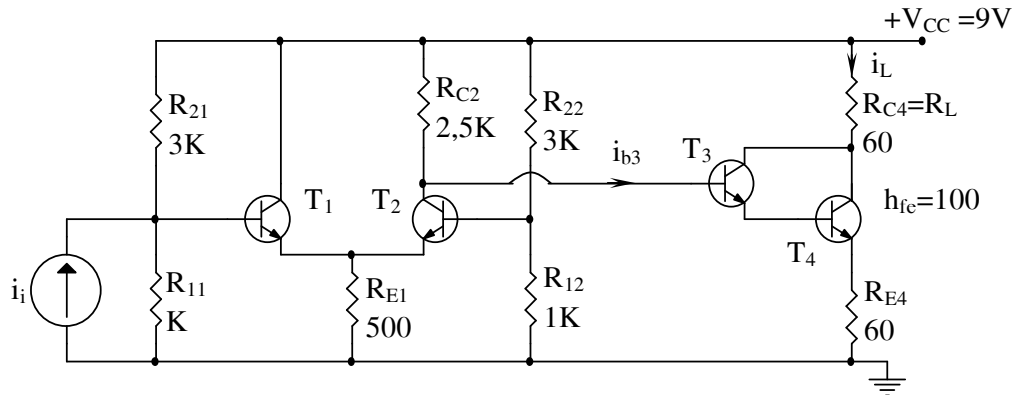 +V_CC =9V
i_L
R_21
3K
R_C2
2,5K
R_22
3K
R_C4=R_L
60
i_b3
T_3
T_1
T_2
h_fe=100
T_4
i_i
R_11
K
R_E1
500
R_12
1K
R_E4
60